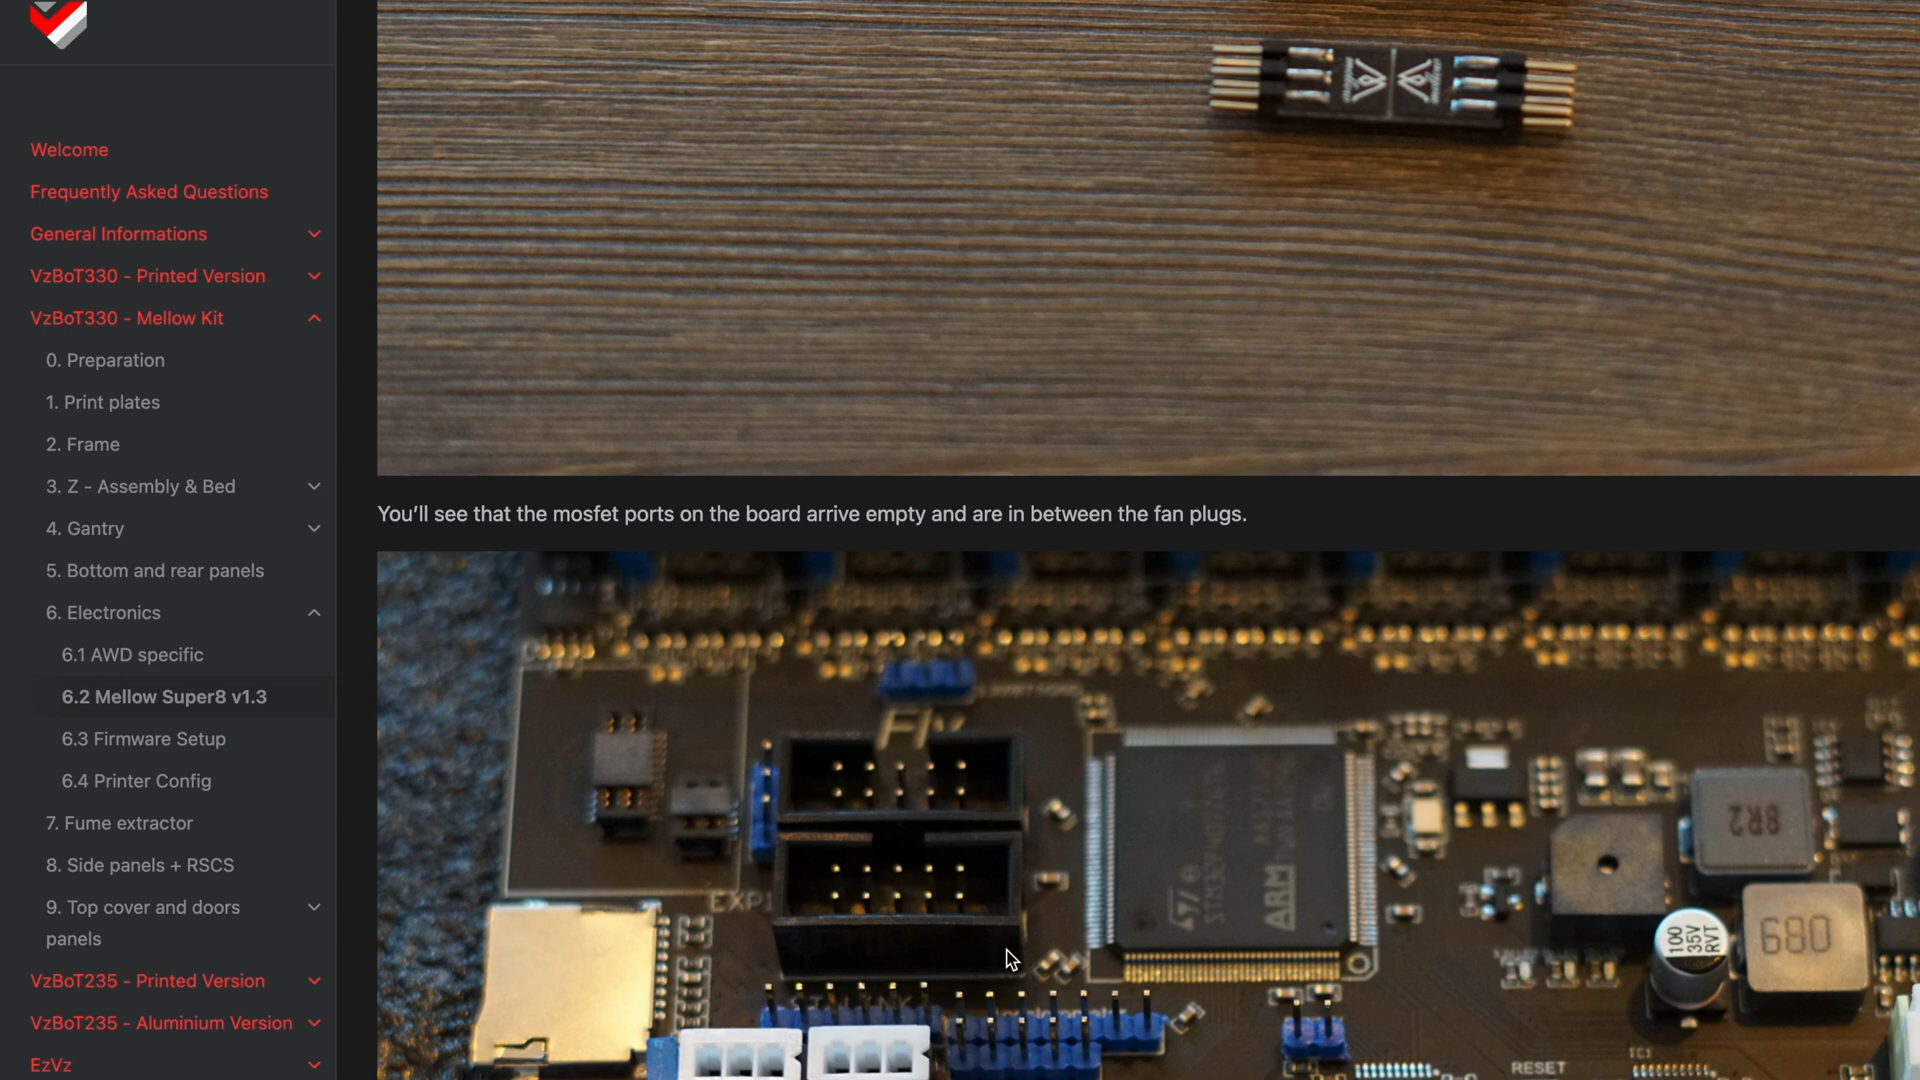 Welcome
Frequently Asked Questions
General Informations
VzBoT330 - Printed Version
VzBoT330 - Mellow Kit
0. Preparation
1. Print plates
2. Frame
3. Z - Assembly & Bed
4. Gantry
5. Bottom and rear panels
6. Electronics
6.1 AWD specific
6.2 Mellow Super8 v1.3
6.3 Firmware Setup
6.4 Printer Config
7. Fume extractor
8. Side panels + RSCS
9. Top cover and doors
panels
VzBoT235 - Printed Version
VzBoT235 - Aluminium Version
EzVz
You’ll see that the mosfet ports on the board arrive empty and are in between the fan plugs.
EXP1
ARM
8R2
680
100
35V
RVT
RESET
IC1